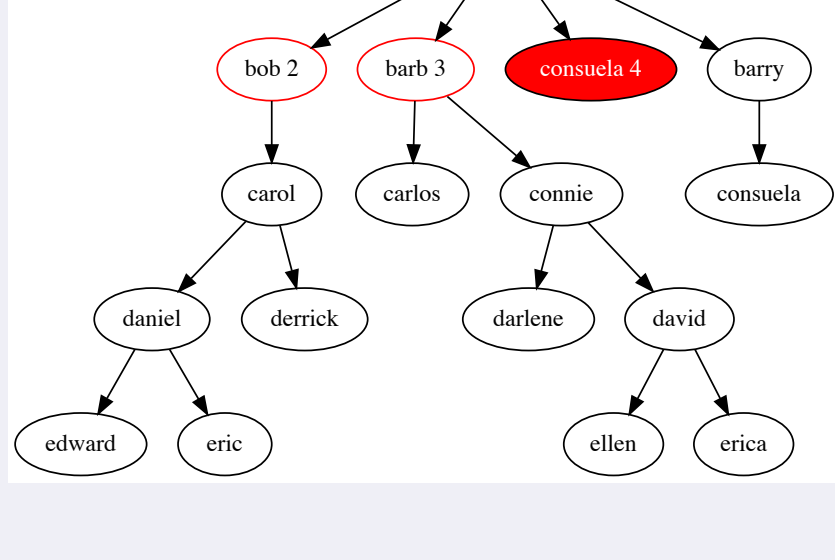 bob 2
barb 3
consuela 4
barry
carol
carlos
connie
consuela
daniel
derrick
darlene
david
edward
eric
ellen
erica